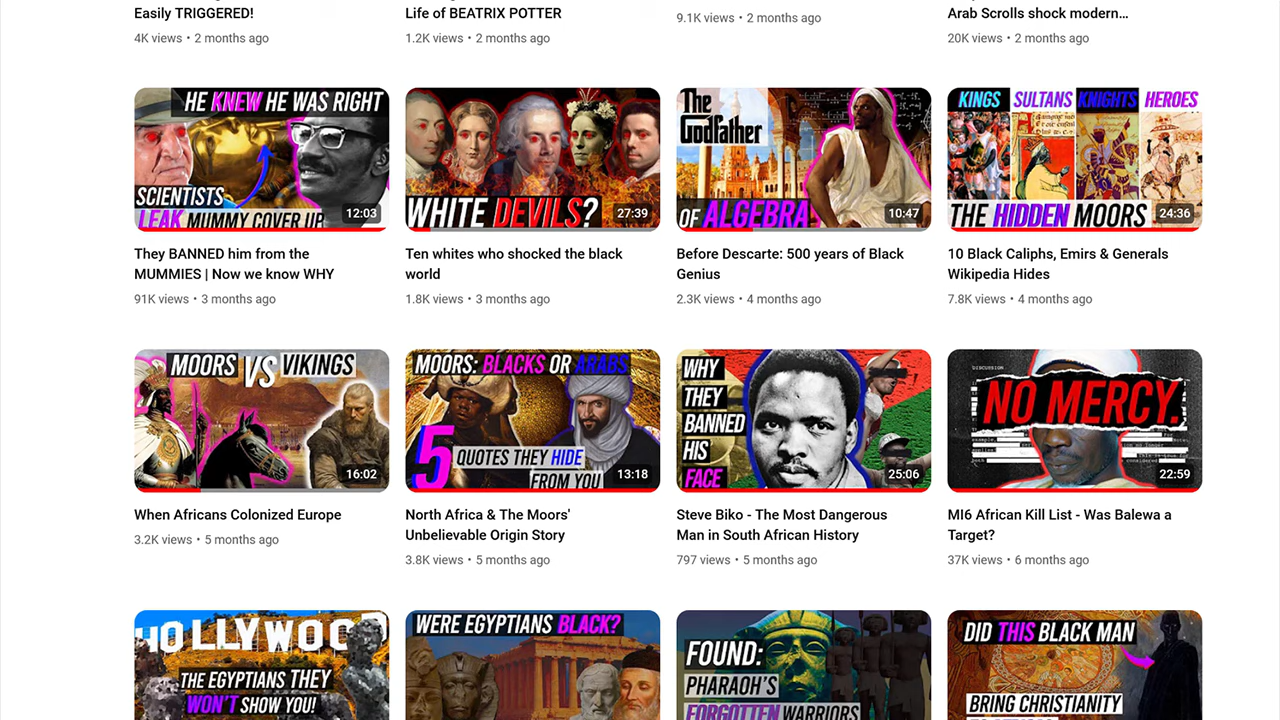 Easily TRIGGERED!
4K views • 2 months ago
Life of BEATRIX POTTER
1.2K views • 2 months ago
9.1K views • 2 months ago
Arab Scrolls shock modern…
20K views • 2 months ago
HE KNEW HE WAS RIGHT
SCIENTISTS
LEAK MUMMY COVER UP
12:03
They BANNED him from the
MUMMIES | Now we know WHY
91K views • 3 months ago
WHITE DEVILS?
27:39
Ten whites who shocked the black
world
1.8K views • 3 months ago
The
Godfather
OF ALGEBRA
10:47
Before Descarte: 500 years of Black
Genius
2.3K views • 4 months ago
KINGS SULTANS KNIGHTS HEROES
THE HIDDEN MOORS
24:36
10 Black Caliphs, Emirs & Generals
Wikipedia Hides
7.8K views • 4 months ago
MOORS VS VIKINGS
16:02
When Africans Colonized Europe
3.2K views • 5 months ago
MOORS: BLACKS OR ARABS
5 QUOTES THEY HIDE
FROM YOU
13:18
North Africa & The Moors'
Unbelievable Origin Story
3.8K views • 5 months ago
WHY
THEY
BANNED
HIS
FACE
25:06
Steve Biko - The Most Dangerous
Man in South African History
797 views • 5 months ago
DISCUSSION
NO MERCY.
22:59
MI6 African Kill List - Was Balewa a
Target?
37K views • 6 months ago
HOLLYWOOD
THE EGYPTIANS THEY
WON'T SHOW YOU!
WERE EGYPTIANS BLACK?
FOUND:
PHARAOH'S
FORGOTTEN WARRIORS
DID THIS BLACK MAN
BRING CHRISTIANITY